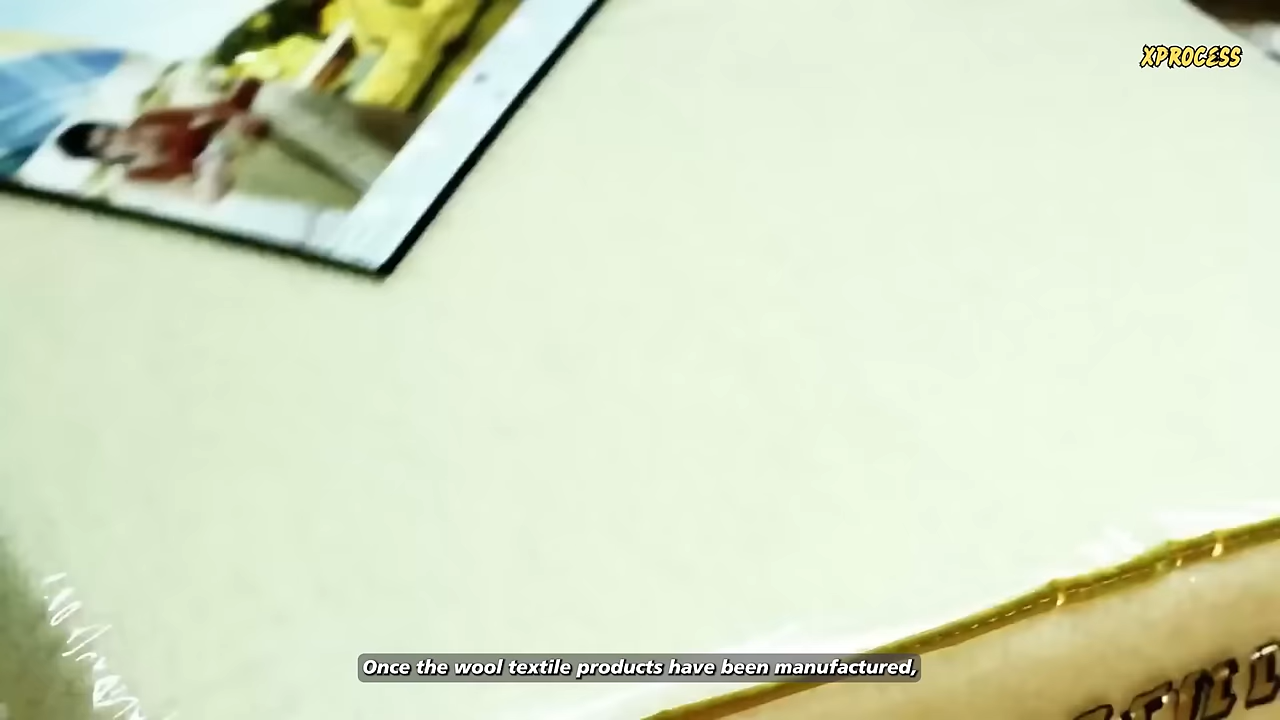 XPROCESS
Once the wool textile products have been manufactured,